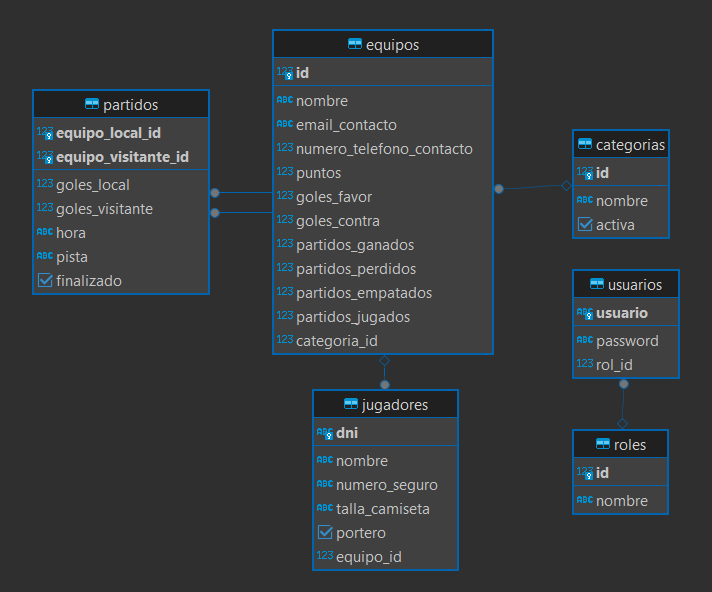 partidos
equipo_local_id
equipo_visitante_id
goles_local
goles_visitante
hora
pista
finalizado
equipos
id
nombre
email_contacto
numero_telefono_contacto
puntos
goles_favor
goles_contra
partidos_ganados
partidos_perdidos
partidos_empatados
partidos_jugados
categoria_id
jugadores
dni
nombre
numero_seguro
talla_camiseta
portero
equipo_id
categorias
id
nombre
activa
usuarios
usuario
password
rol_id
roles
id
nombre